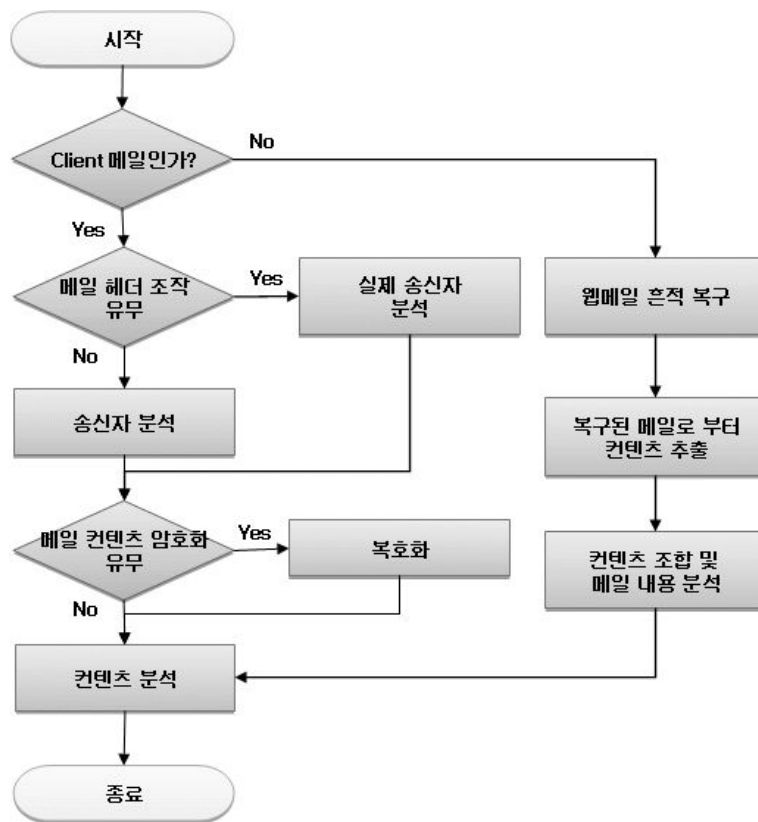 시작
Client 메일인가?
No
Yes
메일 헤더 조작
유무
Yes
실제 송신자
분석
웹메일 흔적 복구
No
송신자 분석
복구된 메일로 부터
컨텐츠 추출
메일 컨텐츠 암호화
유무
Yes
복호화
컨텐츠 조합 및
메일 내용 분석
No
컨텐츠 분석
종료